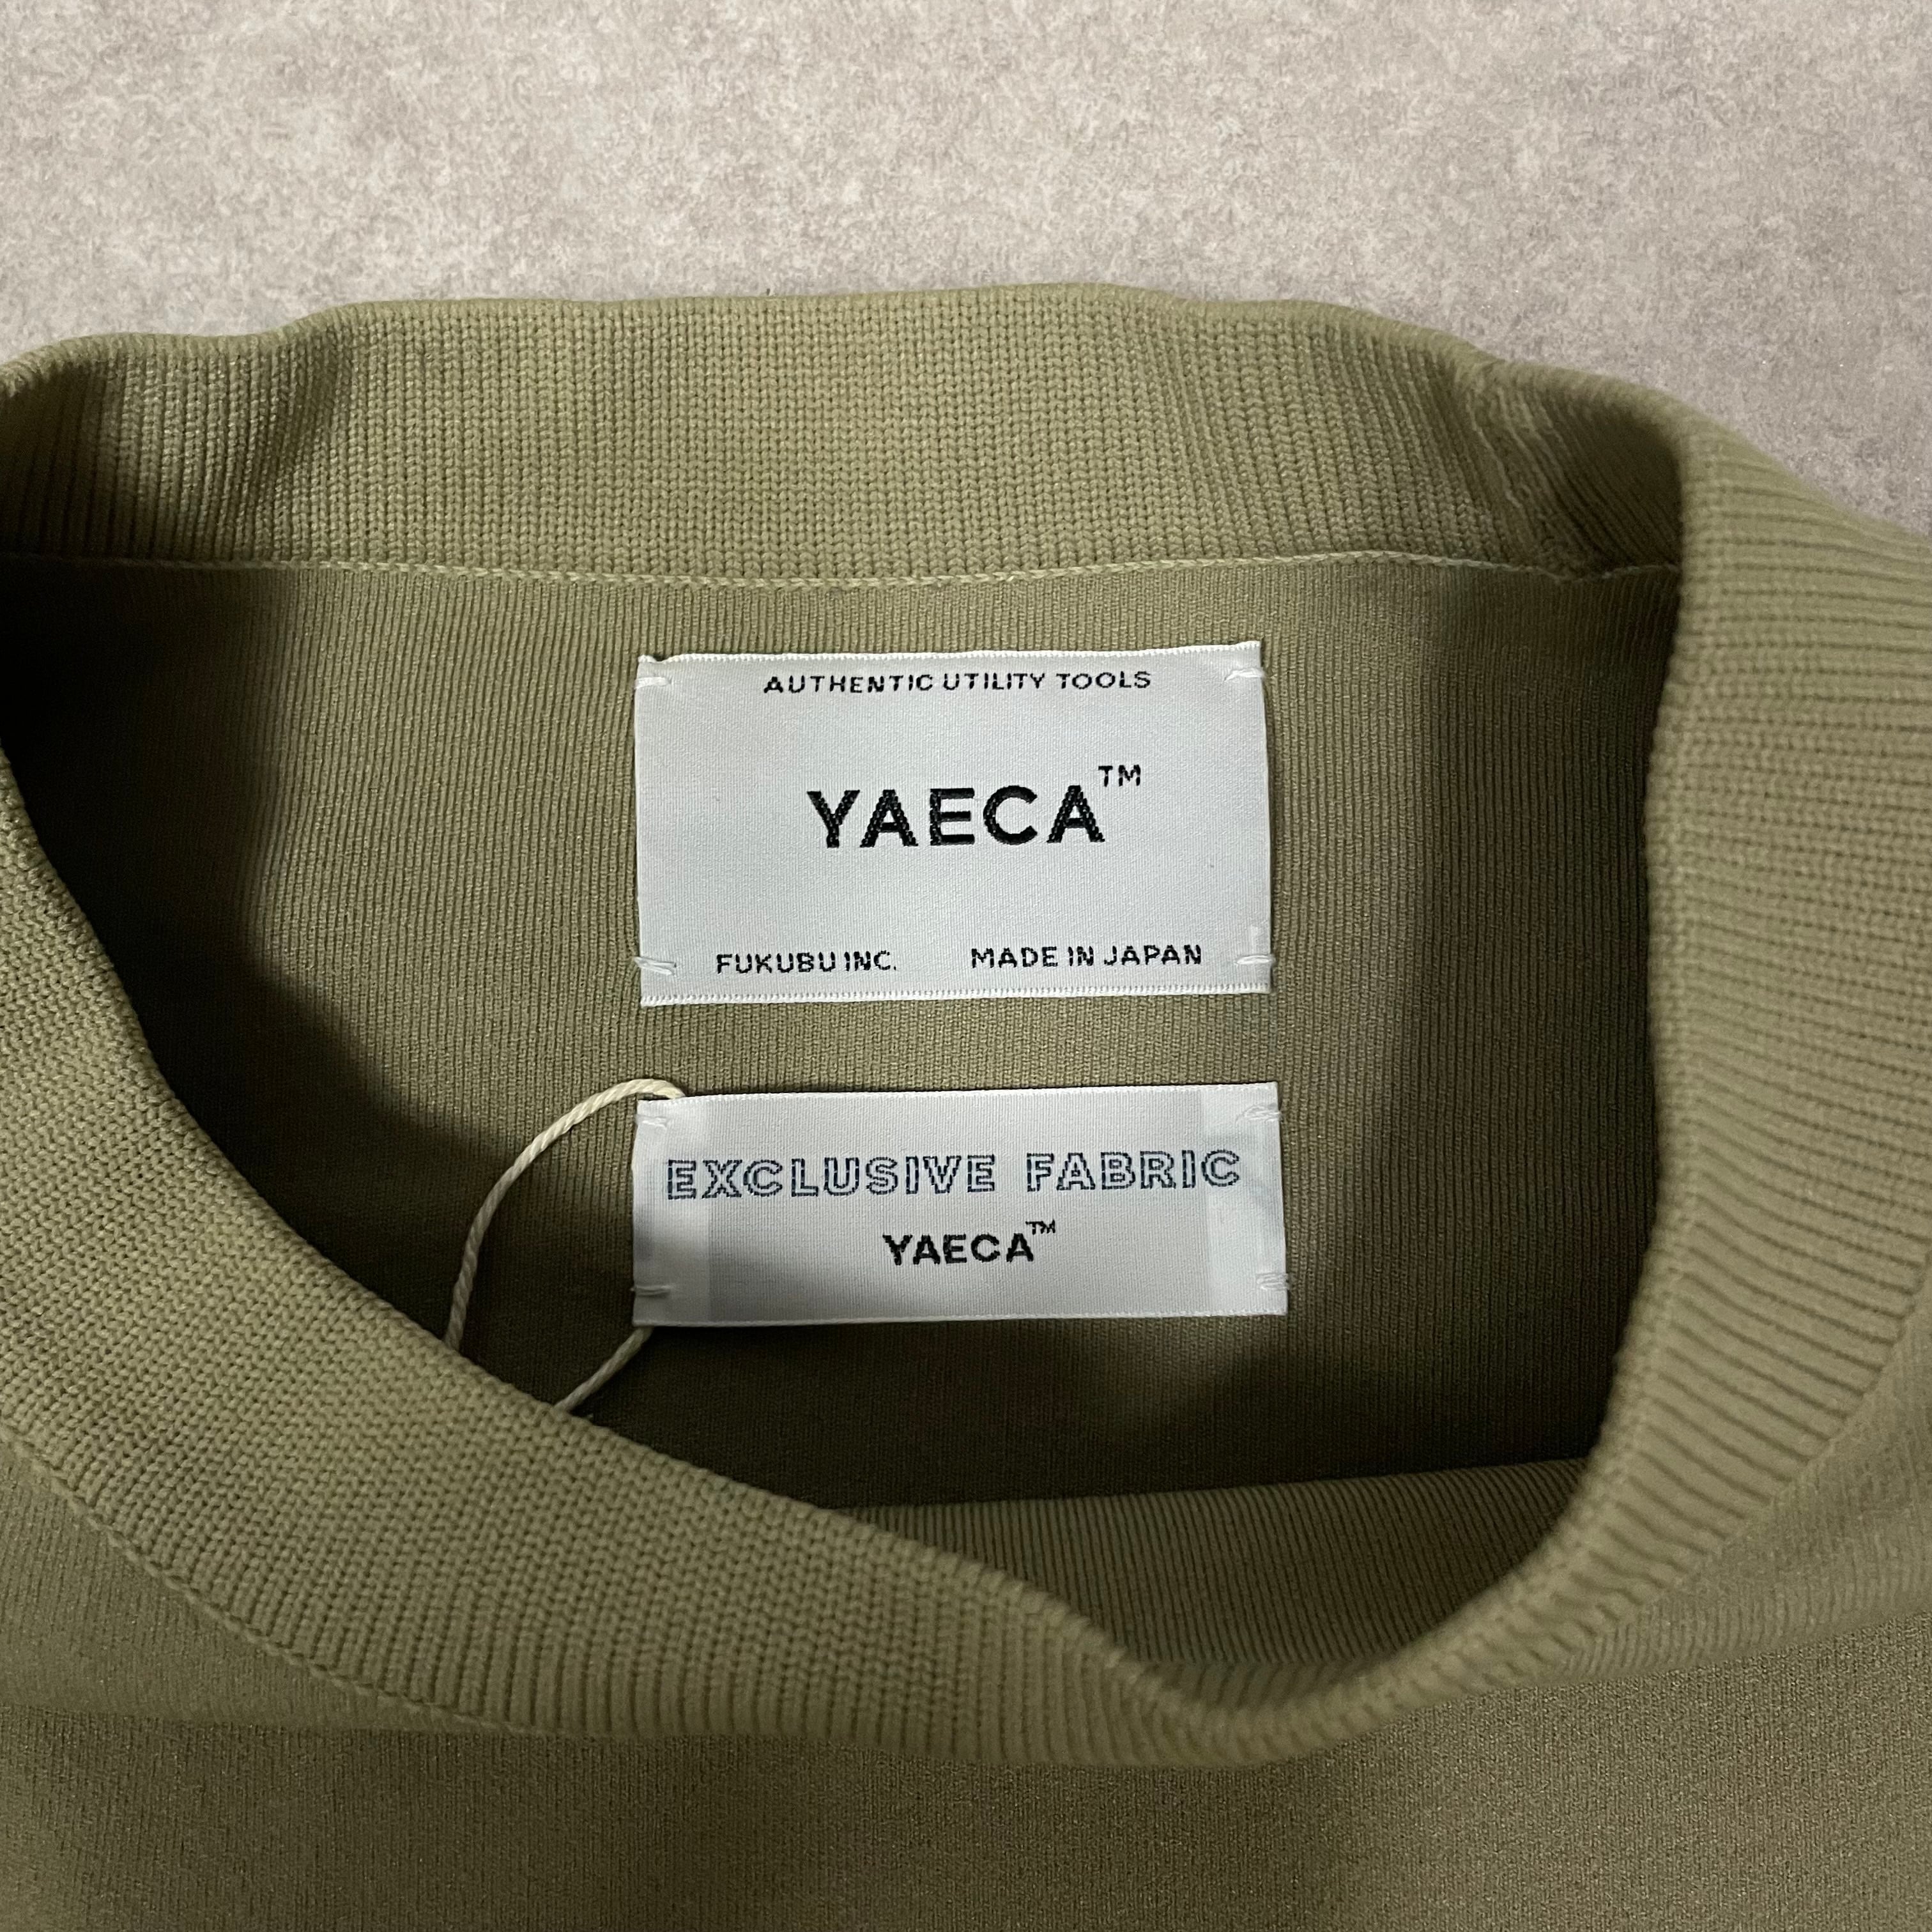 AUTHENTIC UTILITY TOOLS
YAECA™
FUKUBU INC. MADE IN JAPAN
EXCLUSIVE FABRIC
YAECA™